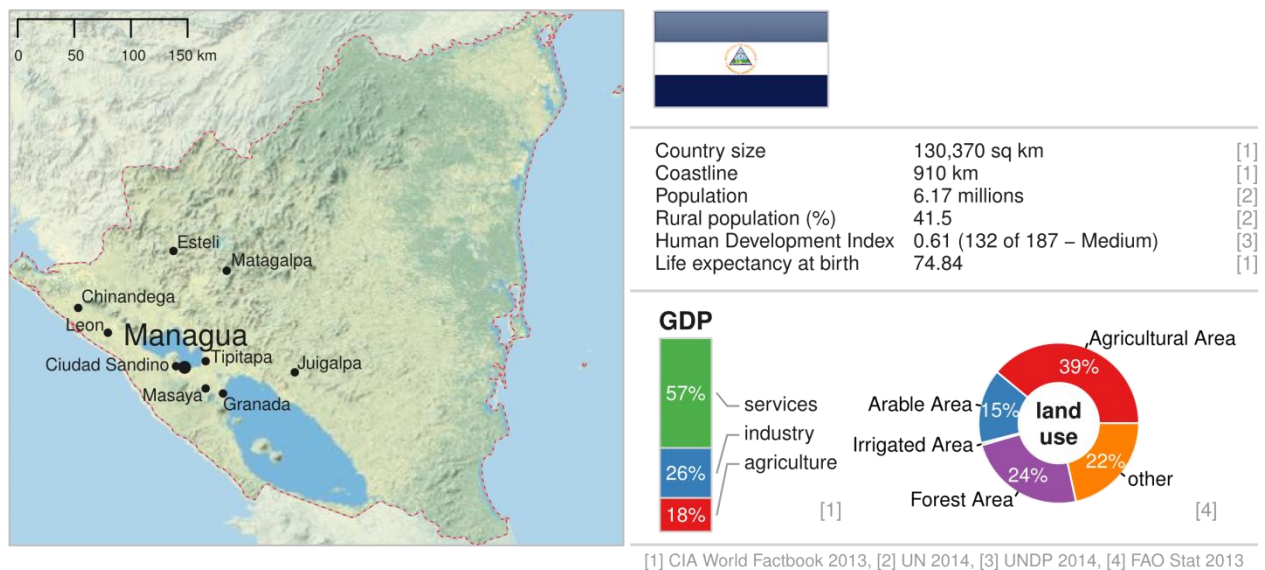 0 50 100 150 km
Esteli
Matagalpa
Chinandega
Leon
Managua
Ciudad Sandino
Tipitapa
Juigalpa
Masaya
Granada
Country size 130,370 sq km [1]
Coastline 910 km [1]
Population 6.17 millions [2]
Rural population (%) 41.5 [2]
Human Development Index 0.61 (132 of 187 – Medium) [3]
Life expectancy at birth 74.84 [1]
GDP
57%
services
industry
26%
agriculture
18%
[1]
Agricultural Area
39%
Arable Area
15%
land
use
Irrigated Area
24%
22%
other
Forest Area
[4]
[1] CIA World Factbook 2013, [2] UN 2014, [3] UNDP 2014, [4] FAO Stat 2013